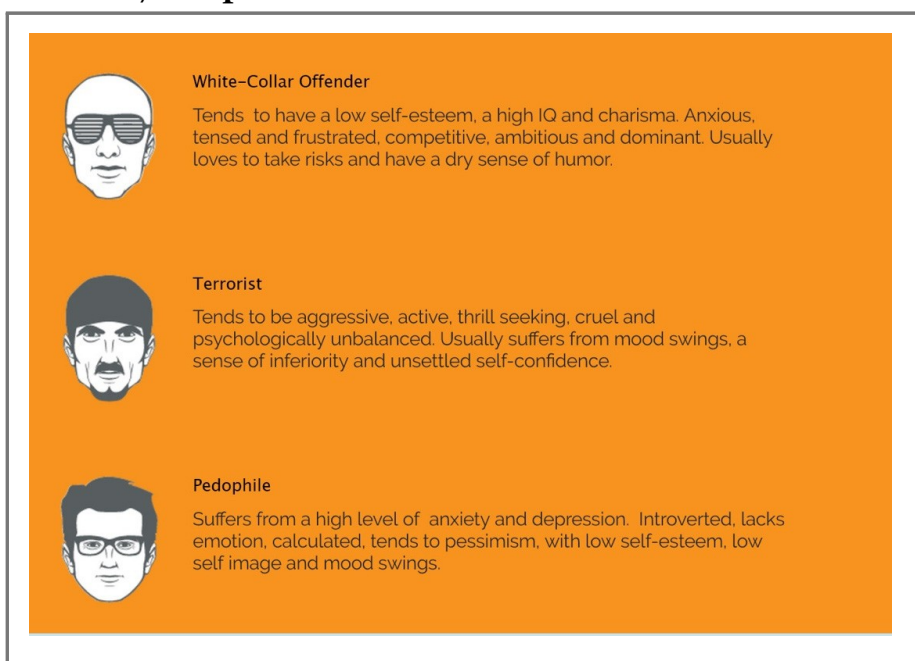 White-Collar Offender
Tends to have a low self-esteem, a high IQ and charisma. Anxious,
tensed and frustrated, competitive, ambitious and dominant. Usually
loves to take risks and have a dry sense of humor.
Terrorist
Tends to be aggressive, active, thrill seeking, cruel and
psychologically unbalanced. Usually suffers from mood swings, a
sense of inferiority and unsettled self-confidence.
Pedophile
Suffers from a high level of anxiety and depression. Introverted, lacks
emotion, calculated, tends to pessimism, with low self-esteem, low
self image and mood swings.